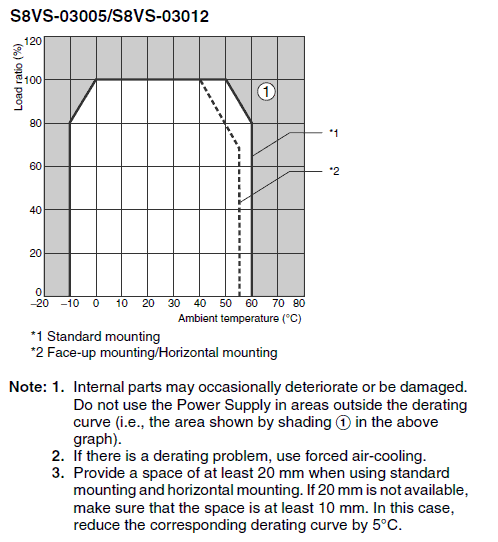 S8VS-03005/S8VS-03012
Load ratio (%)
120
100
80
60
40
20
0
①
*1
*2
–20 –10 0 10 20 30 40 50 60 70 80
Ambient temperature (°C)
*1 Standard mounting
*2 Face-up mounting/Horizontal mounting
Note: 1. Internal parts may occasionally deteriorate or be damaged.
Do not use the Power Supply in areas outside the derating
curve (i.e., the area shown by shading ① in the above
graph).
2. If there is a derating problem, use forced air-cooling.
3. Provide a space of at least 20 mm when using standard
mounting and horizontal mounting. If 20 mm is not available,
make sure that the space is at least 10 mm. In this case,
reduce the corresponding derating curve by 5°C.